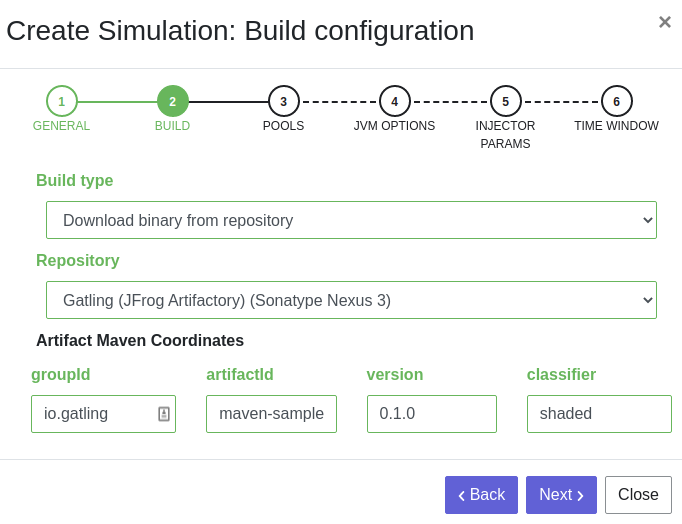 Create Simulation: Build configuration
×
1 2 3 4 5 6
GENERAL BUILD POOLS JVM OPTIONS INJECTOR PARAMS TIME WINDOW
Build type
Download binary from repository
Repository
Gatling (JFrog Artifactory) (Sonatype Nexus 3)
Artifact Maven Coordinates
groupId artifactId version classifier
io.gatling maven-sample 0.1.0 shaded
‹ Back Next › Close